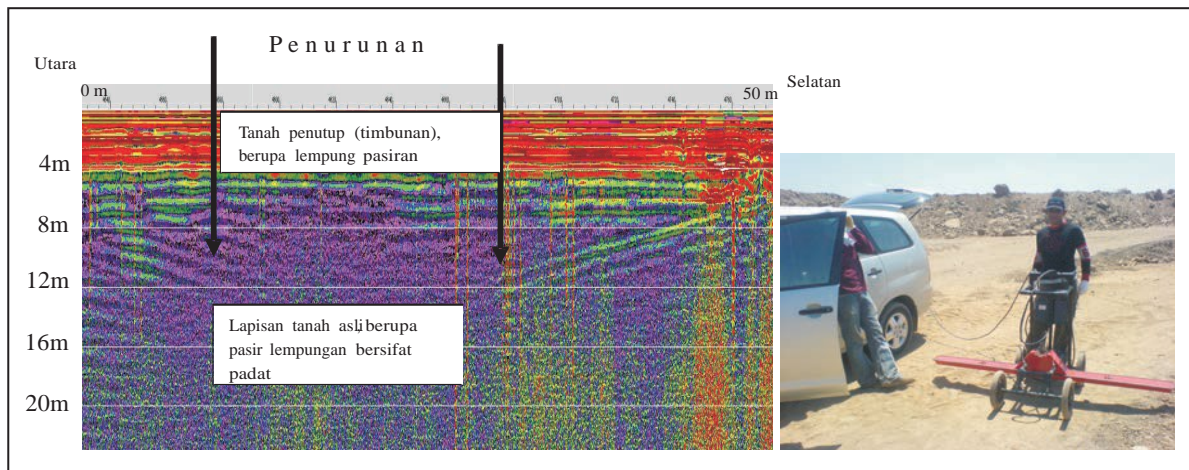 Penurunan
Utara
Selatan
0 m
50 m
Tanah penutup (timbunan),
berupa lempung pasiran
4m
8m
12m
Lapisan tanah asli, berupa
pasir lempungan bersifat
padat
16m
20m